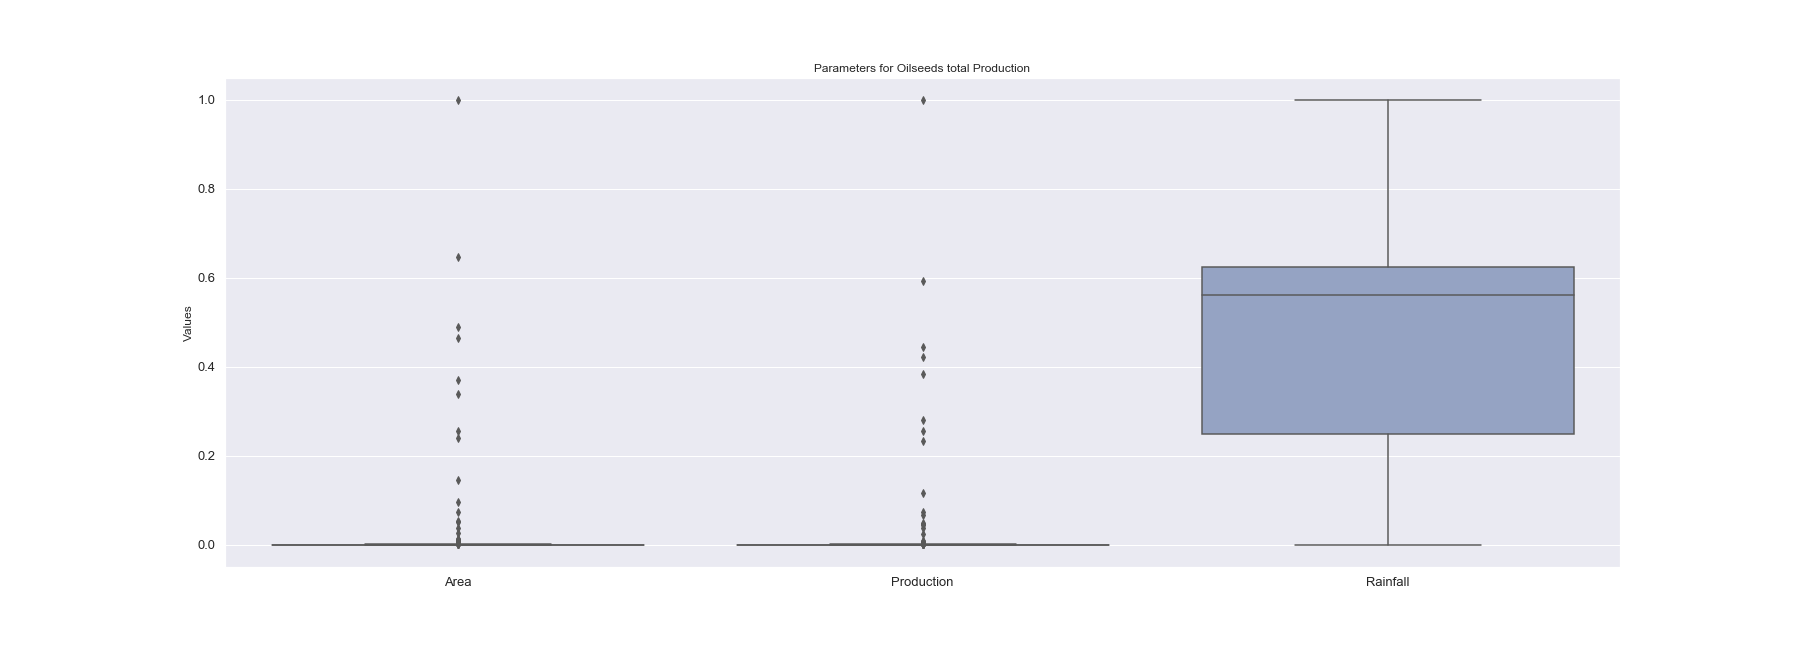 Parameters for Oilseeds total Production
1.0
0.8
0.6
0.4
0.2
0.0
Values
Area
Production
Rainfall